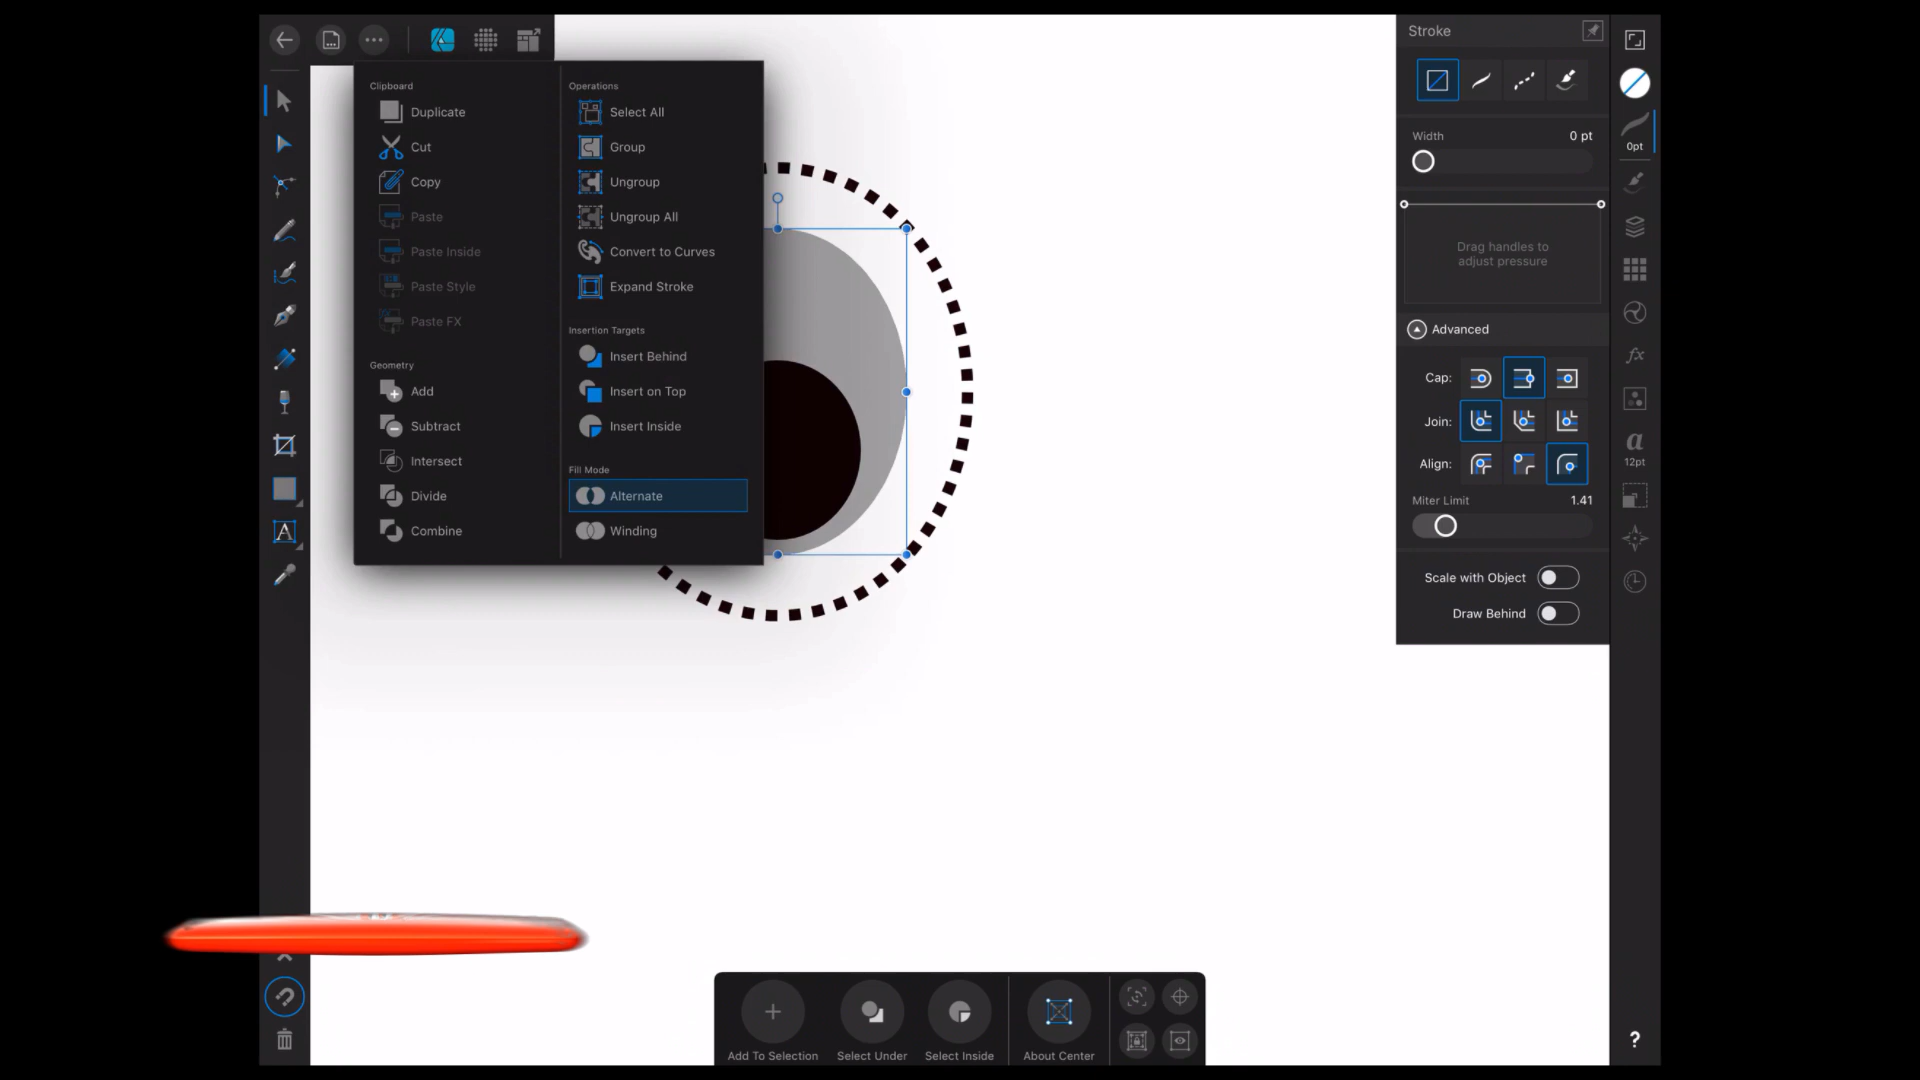 Clipboard
Duplicate
Cut
Copy
Paste
Paste Inside
Paste Style
Paste FX
Geometry
Add
Subtract
Intersect
Divide
Combine
Operations
Select All
Group
Ungroup
Ungroup All
Convert to Curves
Expand Stroke
Insertion Targets
Insert Behind
Insert on Top
Insert Inside
Fill Mode
Alternate
Winding
Stroke
Width 0 pt
Drag handles to
adjust pressure
Advanced
Cap:
Join:
Align:
Miter Limit 1.41
Scale with Object
Draw Behind
0pt
fx
a
12pt
A
Add To Selection
Select Under
Select Inside
About Center
?